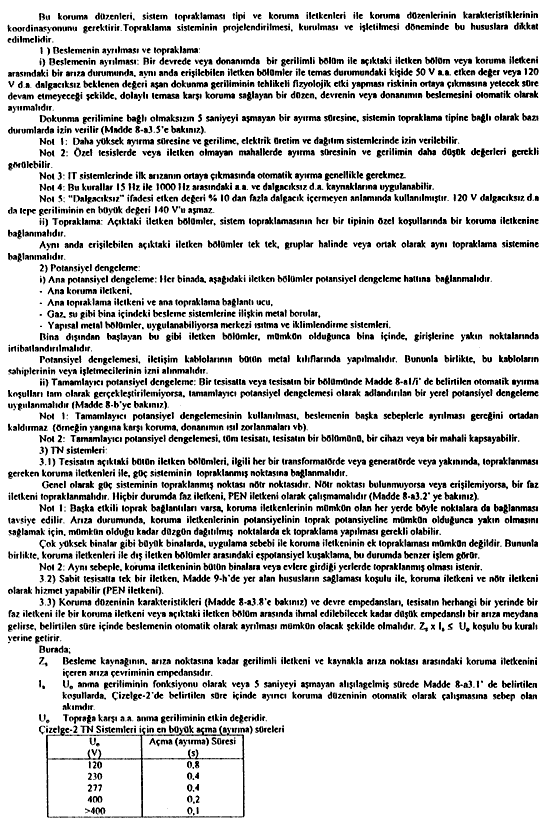 Bu koruma düzenleri, sistem topraklaması tipi ve koruma iletkenleri ile koruma düzenlerinin karakteristiklerinin
koordinasyonunu gerektirir.Topraklama sisteminin projelendirilmesi, kurulması ve işletilmesi döneminde bu hususlara dikkat
edilmelidir.
1 ) Beslemenin ayrılması ve topraklama:
i) Beslemenin ayrılması: Bir devrede veya donanımda bir gerilimli bölüm ile açıktaki iletken bölüm veya koruma iletkeni
arasındaki bir arıza durumunda, aynı anda erişilebilen iletken bölümler ile temas durumundaki kişide 50 V a.a. etken değer veya 120
V d.a. dalgacıksız beklenen değeri aşan dokunma geriliminin tehlikeli fizyolojik etki yapması riskinin ortaya çıkmasına yetecek süre
devam etmeyeceği şekilde, dolaylı temasa karşı koruma sağlayan bir düzen, devrenin veya donanımın beslemesini otomatik olarak
ayırmalıdır.
Dokunma gerilimine bağlı olmaksızın 5 saniyeyi aşmayan bir ayırma süresine, sistemin topraklama tipine bağlı olarak bazı
durumlarda izin verilir (Madde 8-a3.5'e bakınız).
Not 1: Daha yüksek ayırma süresine ve gerilime, elektrik üretim ve dağıtım sistemlerinde izin verilebilir.
Not 2: Özel tesislerde veya iletken olmayan mahallerde ayırma süresinin ve gerilimin daha düşük değerleri gerekli
görülebilir.
Not 3: IT sistemlerinde ilk arızanın ortaya çıkmasında otomatik ayırma genellikle gerekmez.
Not 4: Bu kurallar 15 Hz ile 1000 Hz arasındaki a.a. ve dalgacıksız d.a. kaynaklarına uygulanabilir.
Not 5: "Dalgacıksız" ifadesi etken değeri % 10 dan fazla dalgacık içermeyen anlamında kullanılmıştır. 120 V dalgacıksız d.a
da tepe geriliminin en büyük değeri 140 V'u aşmaz.
ii) Topraklama: Açıktaki iletken bölümler, sistem topraklamasının her bir tipinin özel koşullarında bir koruma iletkenine
bağlanmalıdır.
Aynı anda erişilebilen açıktaki iletken bölümler tek tek, gruplar halinde veya ortak olarak aynı topraklama sistemine
bağlanmalıdır.
2) Potansiyel dengeleme:
i) Ana potansiyel dengeleme: Her binada, aşağıdaki iletken bölümler potansiyel dengeleme hattına bağlanmalıdır.
- Ana koruma iletkeni,
- Ana topraklama iletkeni ve ana topraklama bağlantı ucu,
- Gaz, su gibi bina içindeki besleme sistemlerine ilişkin metal borular,
- Yapısal metal bölümler, uygulanabiliyorsa merkezi ısıtma ve iklimlendirme sistemleri.
Bina dışından başlayan bu gibi iletken bölümler, mümkün olduğunca bina içinde, girişlerine yakın noktalarında
irtibatlandırılmalıdır.
Potansiyel dengelemesi, iletişim kablolarının bütün metal kılıflarında yapılmalıdır. Bununla birlikte, bu kabloların
sahiplerinin veya işletmecilerinin izni alınmalıdır.
ii) Tamamlayıcı potansiyel dengeleme: Bir tesisatta veya tesisatın bir bölümünde Madde 8-a1/i' de belirtilen otomatik ayırma
koşulları tam olarak gerçekleştirilemiyorsa, tamamlayıcı potansiyel dengelemesi olarak adlandırılan bir yerel potansiyel dengeleme
uygulanmalıdır (Madde 8-b'ye bakınız).
Not 1: Tamamlayıcı potansiyel dengelemesinin kullanılması, beslemenin başka sebeplerle ayrılması gereğini ortadan
kaldırmaz (örneğin yangına karşı koruma, donanımın ısıl zorlanmaları vb).
Not 2: Tamamlayıcı potansiyel dengelemesi, tüm tesisatı, tesisatın bir bölümünü, bir cihazı veya bir mahali kapsayabilir.
3) TN sistemleri:
3.1) Tesisatın açıktaki bütün iletken bölümleri, ilgili her bir transformatörde veya generatörde veya yakınında, topraklanması
gereken koruma iletkenleri ile, güç sisteminin topraklanmış noktasına bağlanmalıdır.
Genel olarak güç sisteminin topraklanmış noktası nötr noktasıdır. Nötr noktası bulunmuyorsa veya erişilemiyorsa, bir faz
iletkeni topraklanmalıdır. Hiçbir durumda faz iletkeni, PEN iletkeni olarak çalışmamalıdır (Madde 8-a3.2' ye bakınız).
Not 1: Başka etkili toprak bağlantıları varsa, koruma iletkenlerinin mümkün olan her yerde böyle noktalara da bağlanması
tavsiye edilir. Arıza durumunda, koruma iletkenlerinin potansiyelinin toprak potansiyeline mümkün olduğunca yakın olmasını
sağlamak için, mümkün olduğu kadar düzgün dağıtılmış noktalarda ek topraklama yapılması gerekli olabilir.
Çok yüksek binalar gibi büyük binalarda, uygulama sebebi ile koruma iletkeninin ek topraklaması mümkün değildir. Bununla
birlikte, koruma iletkenleri ile dış iletken bölümler arasındaki eşpotansiyel kuşaklama, bu durumda benzer işlem görür.
Not 2: Aynı sebeple, koruma iletkeninin bütün binalara veya evlere girdiği yerlerde topraklanmış olması istenir.
3.2) Sabit tesisatta tek bir iletken, Madde 9-h'de yer alan hususların sağlaması koşulu ile, koruma iletkeni ve nötr iletkeni
olarak hizmet yapabilir (PEN iletkeni).
3.3) Koruma düzeninin karakteristikleri (Madde 8-a3.8'e bakınız) ve devre empedansları, tesisatın herhangi bir yerinde bir
faz iletkeni ile bir koruma iletkeni veya açıktaki iletken bölüm arasında ihmal edilebilecek kadar düşük empedanslı bir arıza meydana
gelirse, belirtilen süre içinde beslemenin otomatik olarak ayrılması mümkün olacak şekilde olmalıdır. Zs x Ia ≤ Uo koşulu bu kuralı
yerine getirir.
Burada;
Zs Besleme kaynağının, arıza noktasına kadar gerilimli iletkeni ve kaynakla arıza noktası arasındaki koruma iletkenini
içeren arıza çevriminin empedansıdır.
Ia Uo anma geriliminin fonksiyonu olarak veya 5 saniyeyi aşmayan alışılagelmiş sürede Madde 8-a3.1' de belirtilen
koşullarda, Çizelge-2'de belirtilen süre içinde ayırıcı koruma düzeninin otomatik olarak çalışmasına sebep olan
akımdır.
Uo Toprağa karşı a.a. anma geriliminin etkin değeridir.
Çizelge-2 TN Sistemleri için en büyük açma (ayırma) süreleri
Uo Açma (ayırma) Süresi
(V) (s)
120 0,8
230 0,4
277 0,4
400 0,2
>400 0,1